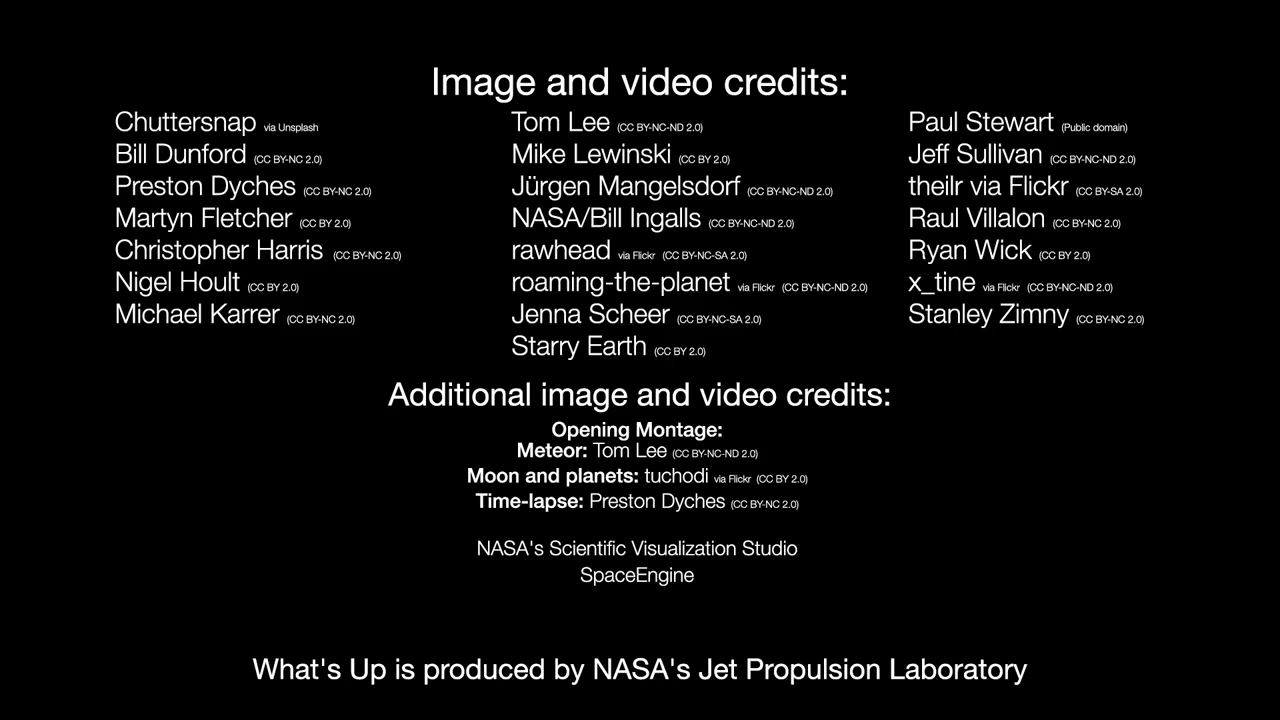 Image and video credits:
Chuttersnap via Unsplash
Bill Dunford (CC BY-NC 2.0)
Preston Dyches (CC BY-NC 2.0)
Martyn Fletcher (CC BY 2.0)
Christopher Harris (CC BY-NC 2.0)
Nigel Hoult (CC BY 2.0)
Michael Karrer (CC BY-NC 2.0)
Tom Lee (CC BY-NC-ND 2.0)
Mike Lewinski (CC BY 2.0)
Jürgen Mangelsdorf (CC BY-NC-ND 2.0)
NASA/Bill Ingalls (CC BY-NC-ND 2.0)
rawhead via Flickr (CC BY-NC-SA 2.0)
roaming-the-planet via Flickr (CC BY-NC-ND 2.0)
Jenna Scheer (CC BY-NC-SA 2.0)
Starry Earth (CC BY 2.0)
Paul Stewart (Public domain)
Jeff Sullivan (CC BY-NC-ND 2.0)
theilr via Flickr (CC BY-SA 2.0)
Raul Villalon (CC BY-NC 2.0)
Ryan Wick (CC BY 2.0)
x_tine via Flickr (CC BY-NC-ND 2.0)
Stanley Zimny (CC BY-NC 2.0)
Additional image and video credits:
Opening Montage:
Meteor: Tom Lee (CC BY-NC-ND 2.0)
Moon and planets: tuchodi via Flickr (CC BY 2.0)
Time-lapse: Preston Dyches (CC BY-NC 2.0)
NASA's Scientific Visualization Studio
SpaceEngine
What's Up is produced by NASA's Jet Propulsion Laboratory